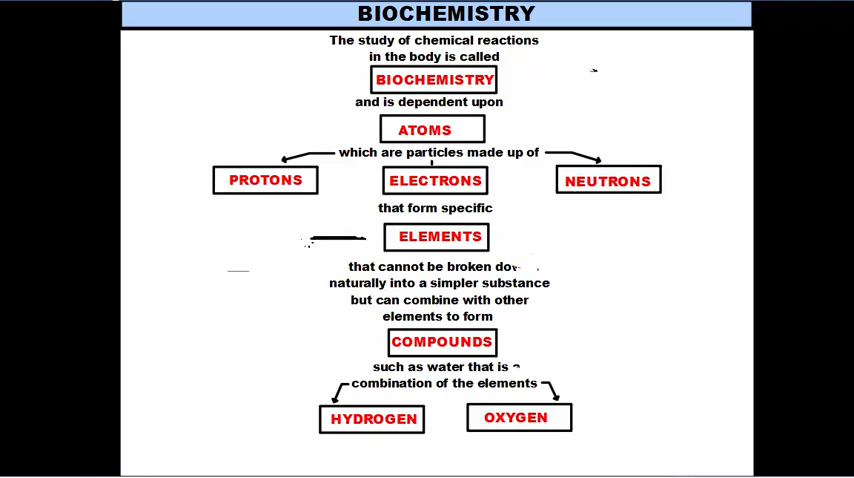 BIOCHEMISTRY
The study of chemical reactions
in the body is called
BIOCHEMISTRY
and is dependent upon
ATOMS
which are particles made up of
PROTONS ELECTRONS NEUTRONS
that form specific
ELEMENTS
that cannot be broken
naturally into a simpler substance
but can combine with other
elements to form
COMPOUNDS
such as water that is
combination of the elements
HYDROGEN OXYGEN